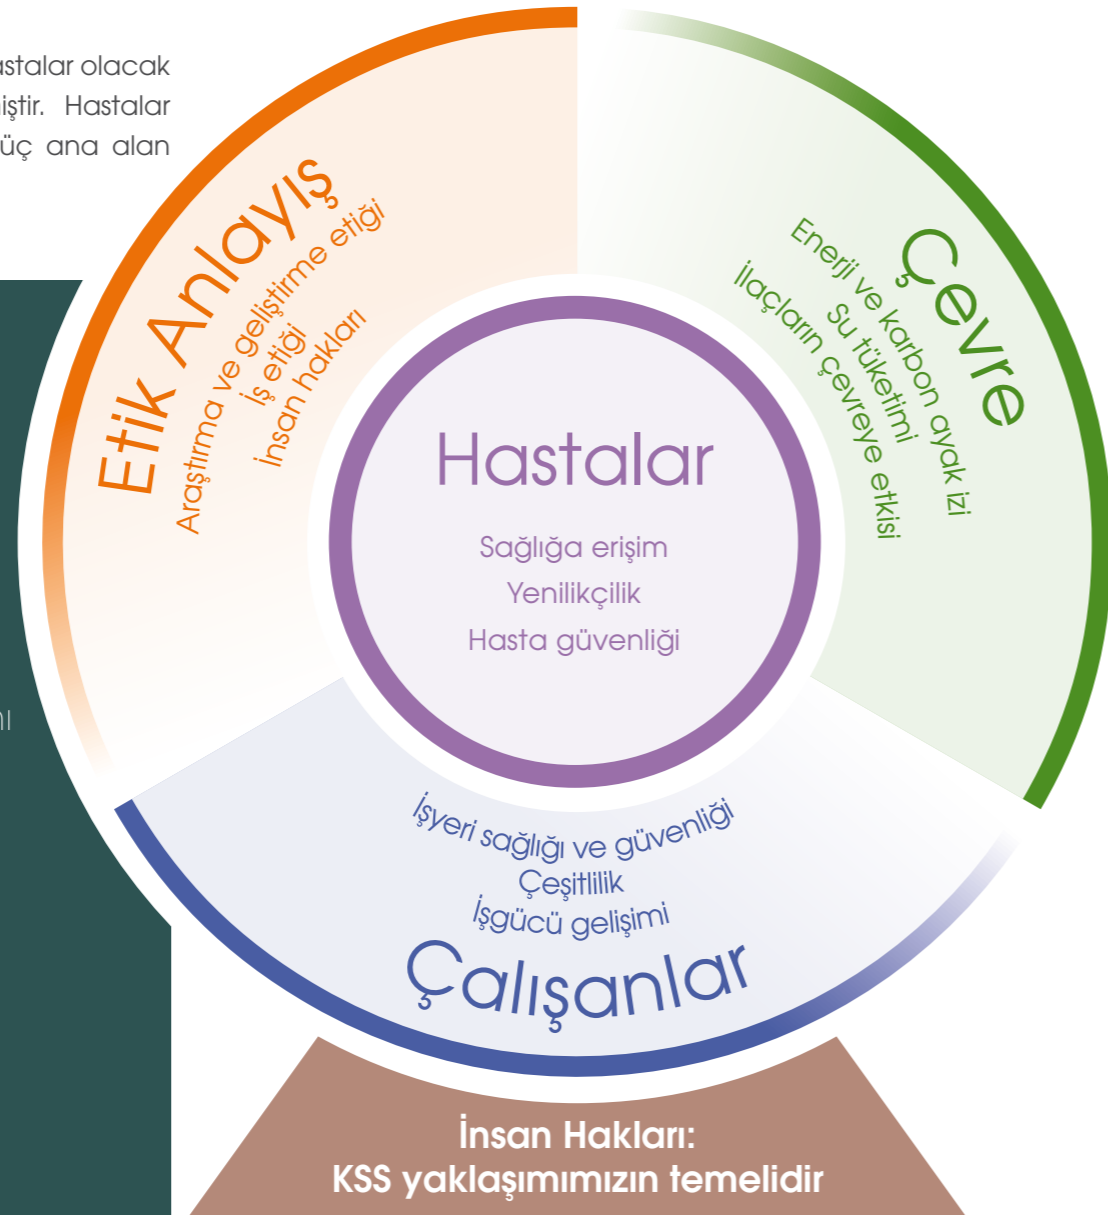 olacak
Hastalar
üç ana alan
Etik Anlayış
Araştırma ve geliştirme etiği
İş etiği
İnsan hakları
Çevre
Enerji ve karbon ayak izi
Su tüketimi
İlaçların çevreye etkisi
Hastalar
Sağlığa erişim
Yenilikçilik
Hasta güvenliği
İşyeri sağlığı ve güvenliği
Çeşitlilik
İşgücü gelişimi
Çalışanlar
İnsan Hakları:
KSS yaklaşımımızın temelidir